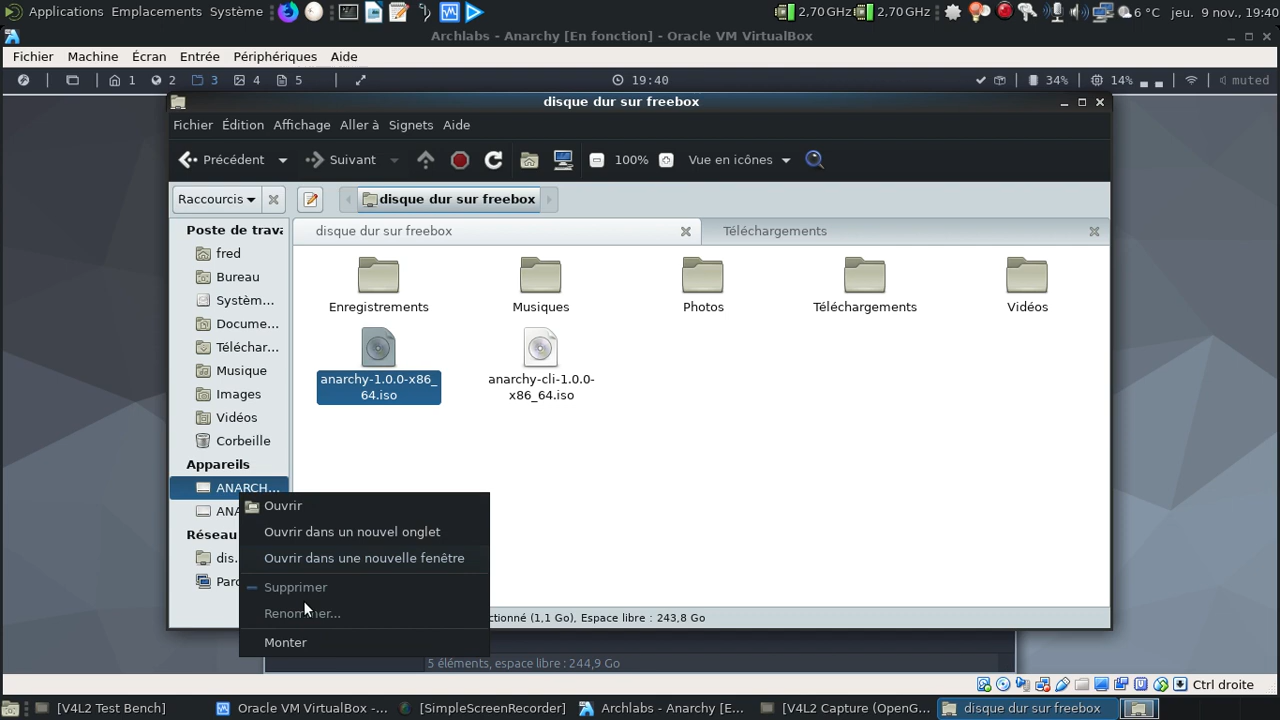 Applications Emplacements Système 2,70 GHz 2,70 GHz 6 °C jeu. 9 nov., 19:40
Archlabs - Anarchy [En fonction] - Oracle VM VirtualBox
Fichier Machine Écran Entrée Périphériques Aide
1 2 3 4 5 19:40 34% 14% muted
disque dur sur freebox
Fichier Édition Affichage Aller à Signets Aide
Précédent Suivant 100% Vue en icônes
Raccourcis disque dur sur freebox
disque dur sur freebox Téléchargements
Poste de trava
fred
Bureau
Systèm...
Docume...
Téléchar...
Musique
Images
Vidéos
Corbeille
Appareils
ANARCH...
ANA
Réseau
dis.
Parc
Enregistrements Musiques Photos Téléchargements Vidéos
anarchy-1.0.0-x86_
64.iso
anarchy-cli-1.0.0-
x86_64.iso
Ouvrir
Ouvrir dans un nouvel onglet
Ouvrir dans une nouvelle fenêtre
Supprimer
Renommer...
Monter
ctionné (1,1 Go), Espace libre : 243,8 Go
5 éléments, espace libre : 244,9 Go
Ctrl droite
[V4L2 Test Bench] Oracle VM VirtualBox -... [SimpleScreenRecorder] Archlabs - Anarchy [E... [V4L2 Capture (OpenG... disque dur sur freebox